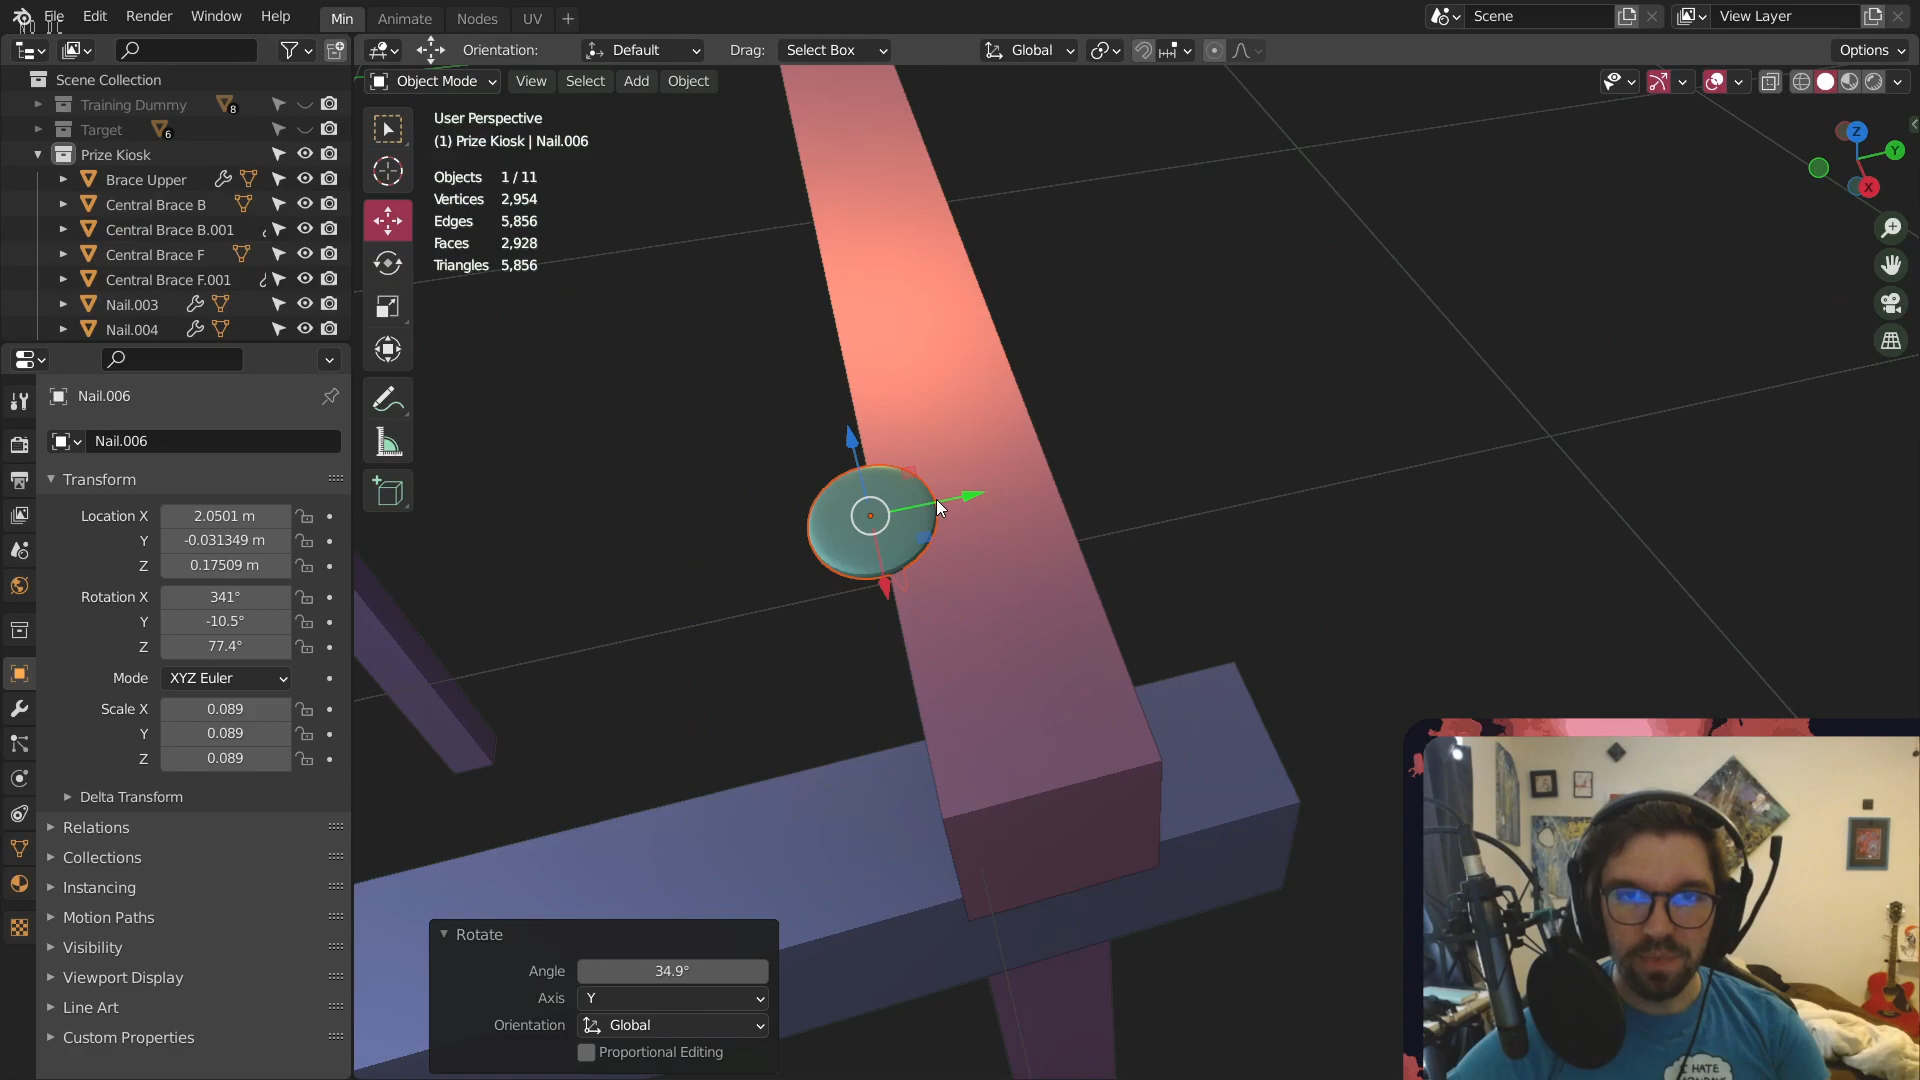 File Edit Render Window Help Min Animate Nodes UV Scene View Layer
Orientation: Default Drag: Select Box Global Options
Scene Collection
Training Dummy 8
Target 6
Prize Kiosk
Brace Upper
Central Brace B
Central Brace B.001
Central Brace F
Central Brace F.001
Nail.003
Nail.004
Object Mode View Select Add Object
User Perspective
(1) Prize Kiosk | Nail.006
Objects 1 / 11
Vertices 2,954
Edges 5,856
Faces 2,928
Triangles 5,856
Z
Y
X
Nail.006
Nail.006
Transform
Location X 2.0501 m
Y -0.031349 m
Z 0.17509 m
Rotation X 341°
Y -10.5°
Z 77.4°
Mode XYZ Euler
Scale X 0.089
Y 0.089
Z 0.089
Delta Transform
Relations
Collections
Instancing
Motion Paths
Visibility
Viewport Display
Line Art
Custom Properties
Rotate
Angle 34.9°
Axis Y
Orientation Global
Proportional Editing
I HATE